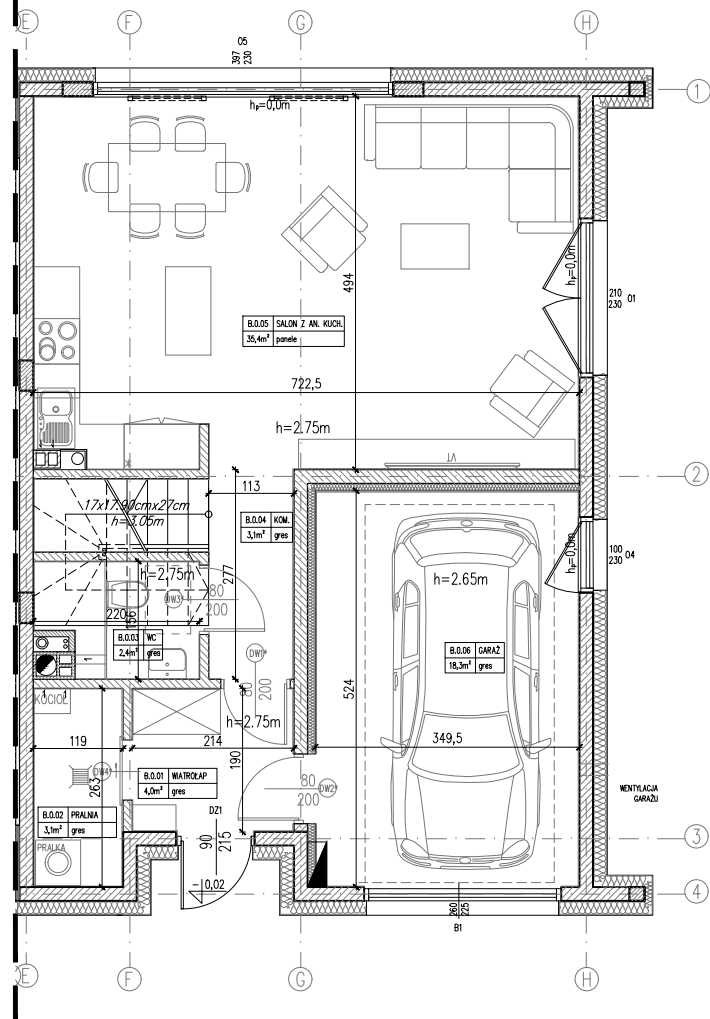 E
F
G
H
05
397
230
1
hₚ=0,0m
494
hₚ=0,0m
210
230
01
B.0.05 SALON Z AN. KUCH.
35,4m² panele
722,5
h=2.75m
TV
2
113
17x17.90cmx27cm
h=3.05m
B.0.04 KOM.
3,1m² gres
100
230
04
hₚ=0,0m
h=2.75m
277
80
200
DW3*
156
220
h=2.65m
B.0.03 WC
2,4m² gres
1
DW1*
80
200
B.0.06 GARAŻ
18,3m² gres
524
KOCIOŁ
1 1
h=2.75m
119
214
190
349,5
DW4*
263
B.0.01 WIATROŁAP
4,0m² gres
80
200
DW2*
WENTYLACJA
GARAŻU
B.0.02 PRALNIA
3,1m² gres
DZ1
90
215
PRALKA
3
-0,02
4
260
225
B1
E
F
G
H